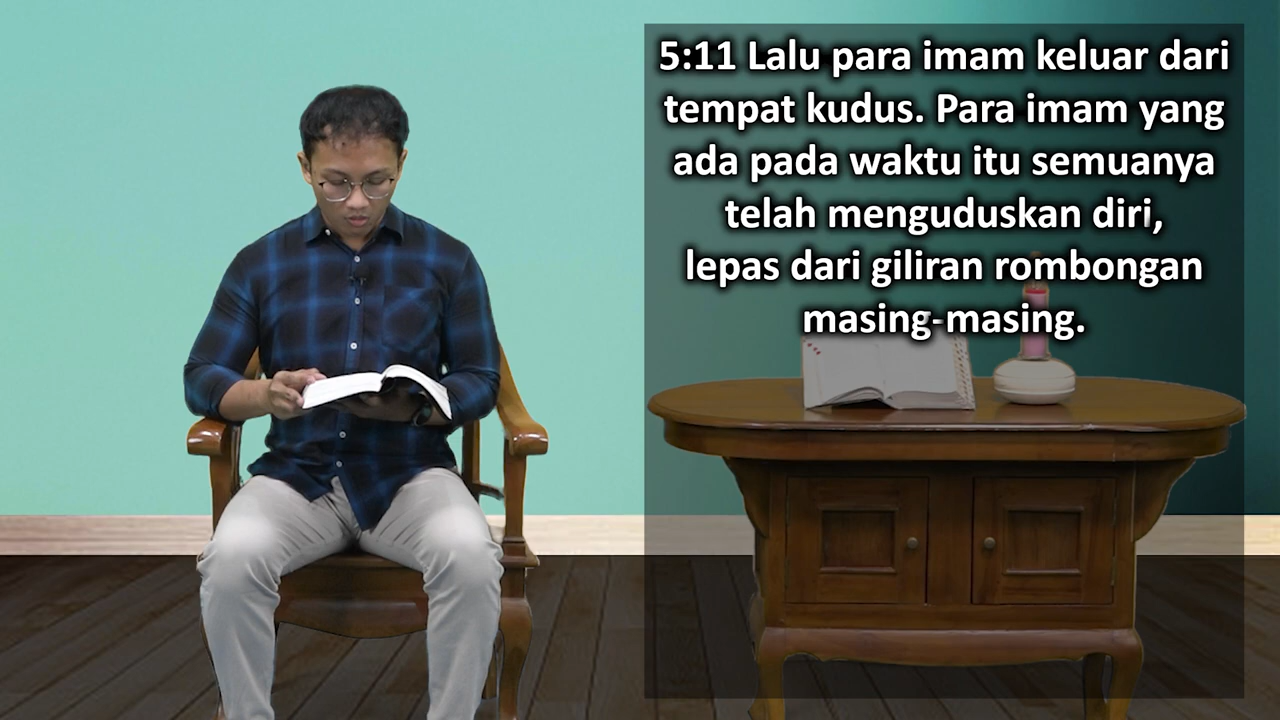 5:11 Lalu para imam keluar dari
tempat kudus. Para imam yang
ada pada waktu itu semuanya
telah menguduskan diri,
lepas dari giliran rombongan
masing-masing.